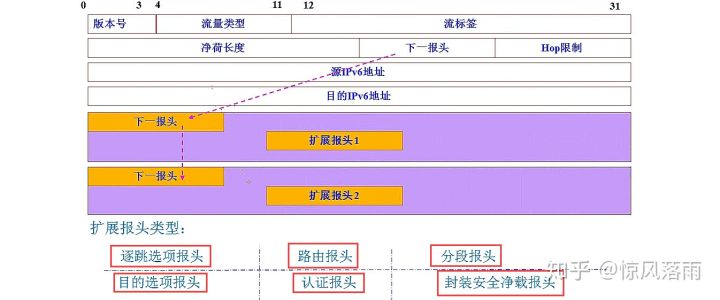 0 3 4 11 12 31
版本号 流量类型 流标签
净荷长度 下一报头 Hop限制
源IPv6地址
目的IPv6地址
下一报头
扩展报头1
下一报头
扩展报头2
扩展报头类型：
逐跳选项报头 路由报头 分段报头
目的选项报头 认证报头 封装安全净载报头
知乎 @惊风落雨